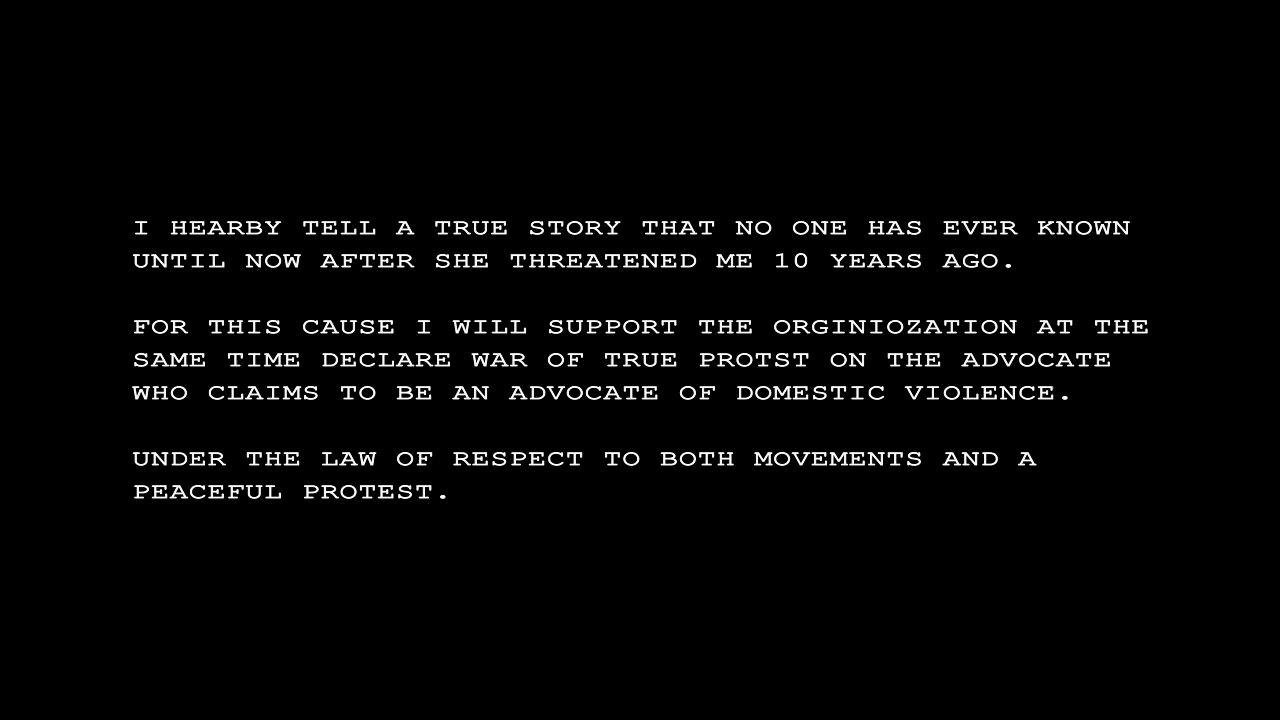 I HEARBY TELL A TRUE STORY THAT NO ONE HAS EVER KNOWN
UNTIL NOW AFTER SHE THREATENED ME 10 YEARS AGO.
FOR THIS CAUSE I WILL SUPPORT THE ORGINIOZATION AT THE
SAME TIME DECLARE WAR OF TRUE PROTST ON THE ADVOCATE
WHO CLAIMS TO BE AN ADVOCATE OF DOMESTIC VIOLENCE.
UNDER THE LAW OF RESPECT TO BOTH MOVEMENTS AND A
PEACEFUL PROTEST.